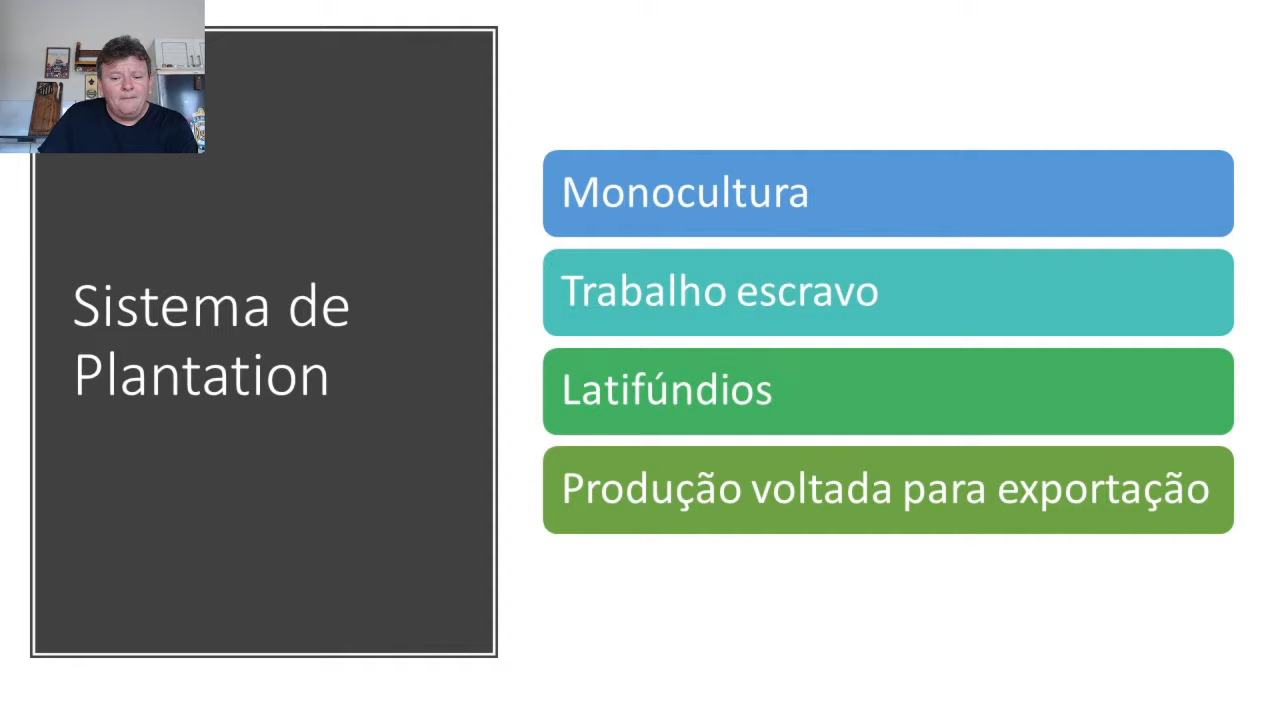 Sistema de
Plantation
Monocultura
Trabalho escravo
Latifúndios
Produção voltada para exportação